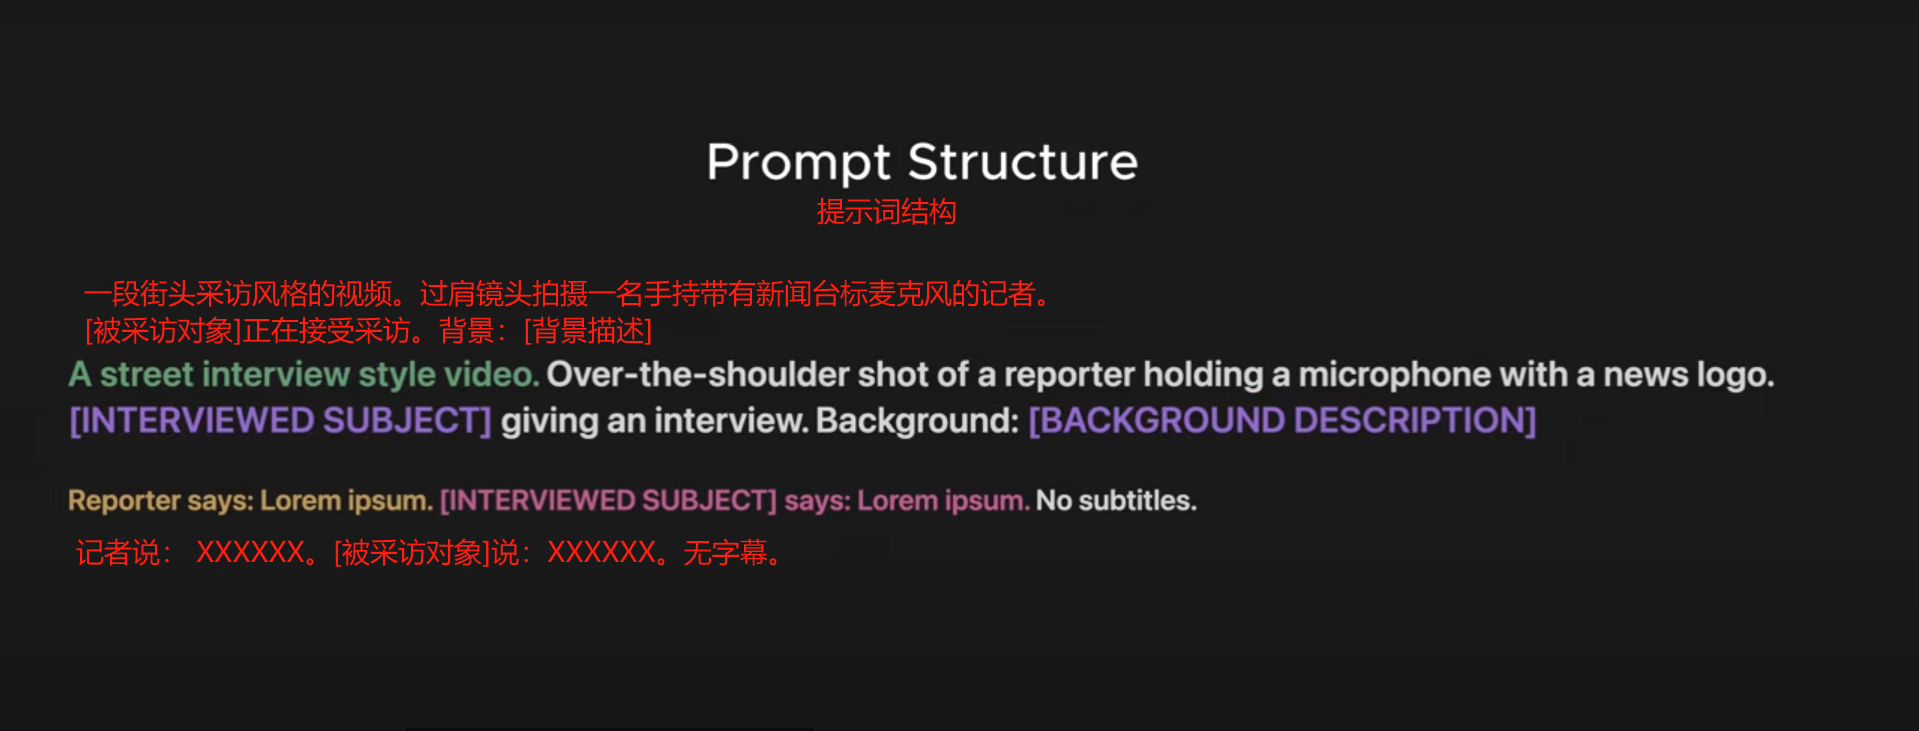 Prompt Structure
提示词结构
一段街头采访风格的视频。过肩镜头拍摄一名手持带有新闻台标麦克风的记者。
[被采访对象]正在接受采访。背景：[背景描述]
A street interview style video. Over-the-shoulder shot of a reporter holding a microphone with a news logo.
[INTERVIEWED SUBJECT] giving an interview. Background: [BACKGROUND DESCRIPTION]
Reporter says: Lorem ipsum. [INTERVIEWED SUBJECT] says: Lorem ipsum. No subtitles.
记者说： XXXXXX。[被采访对象]说：XXXXXX。无字幕。